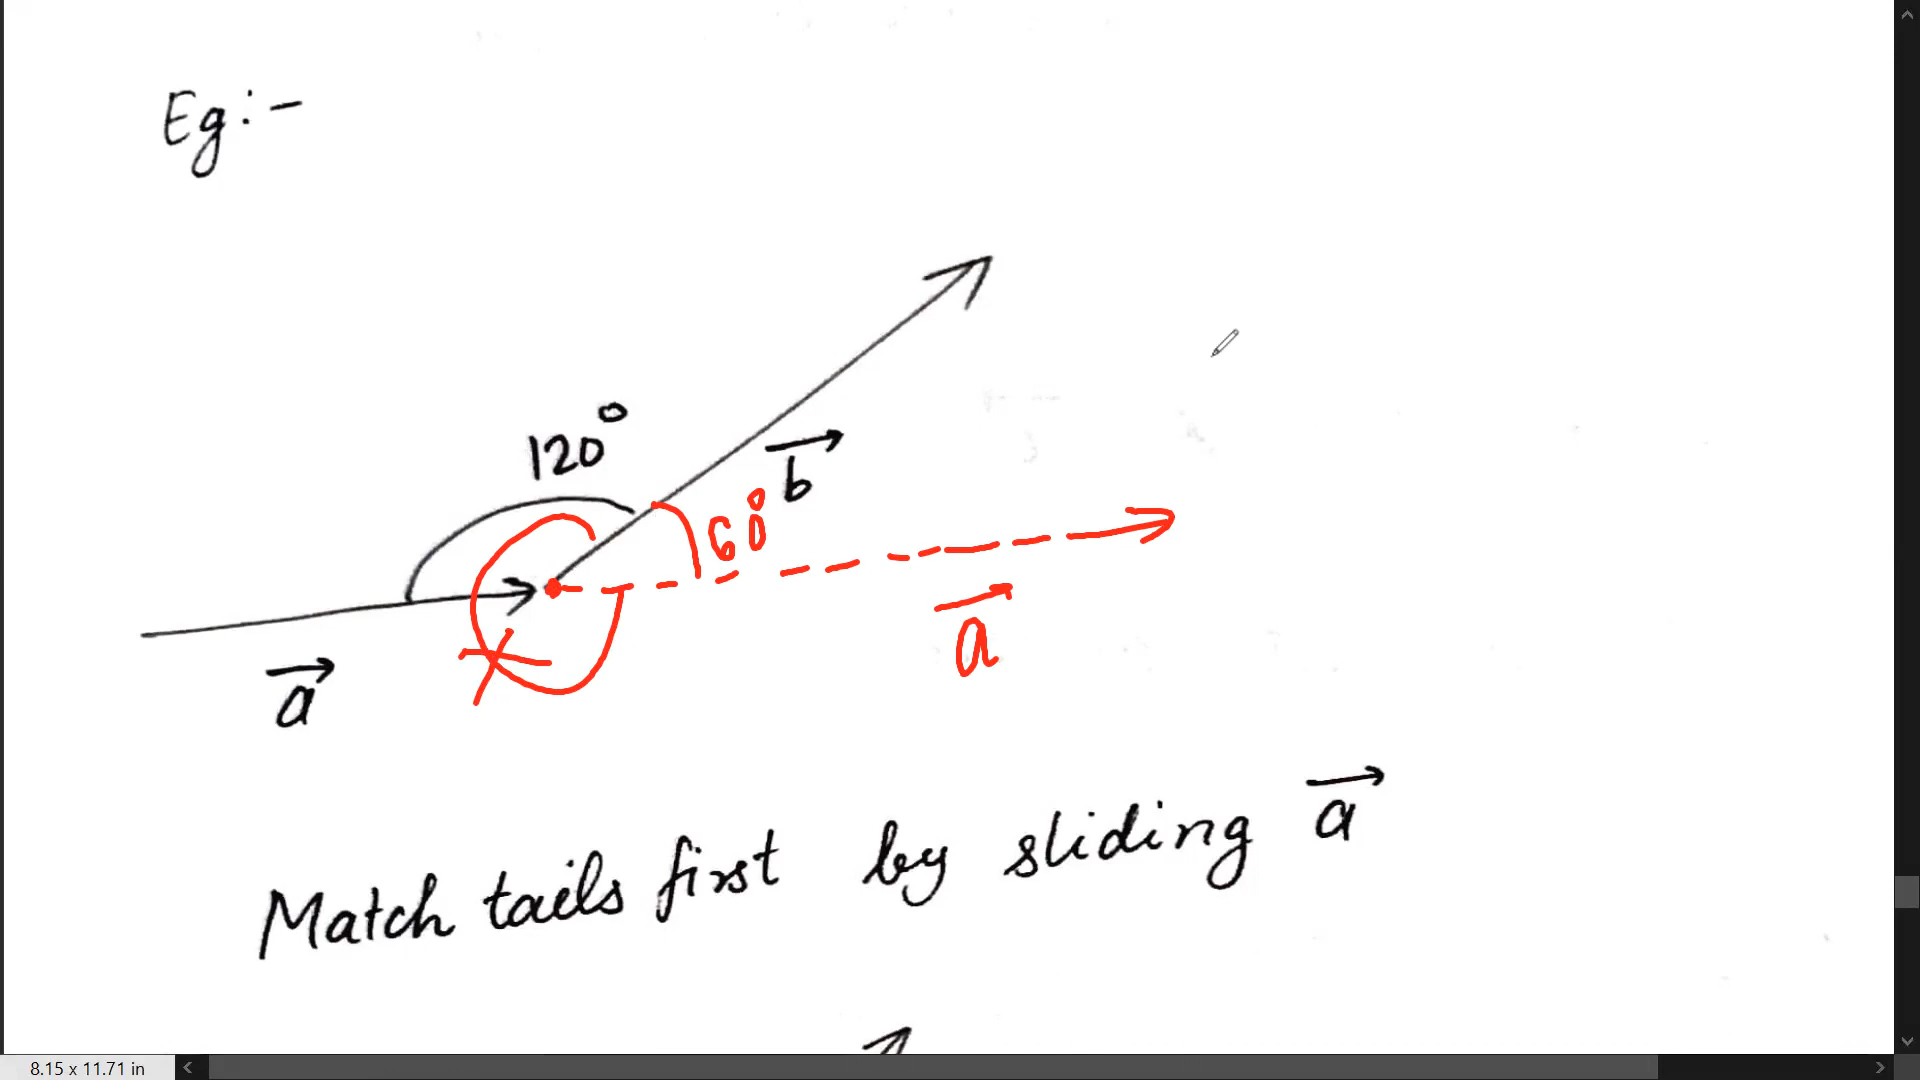 Eg:-
120°
b
60°
a
a
Match tails first by sliding a
8.15 x 11.71 in